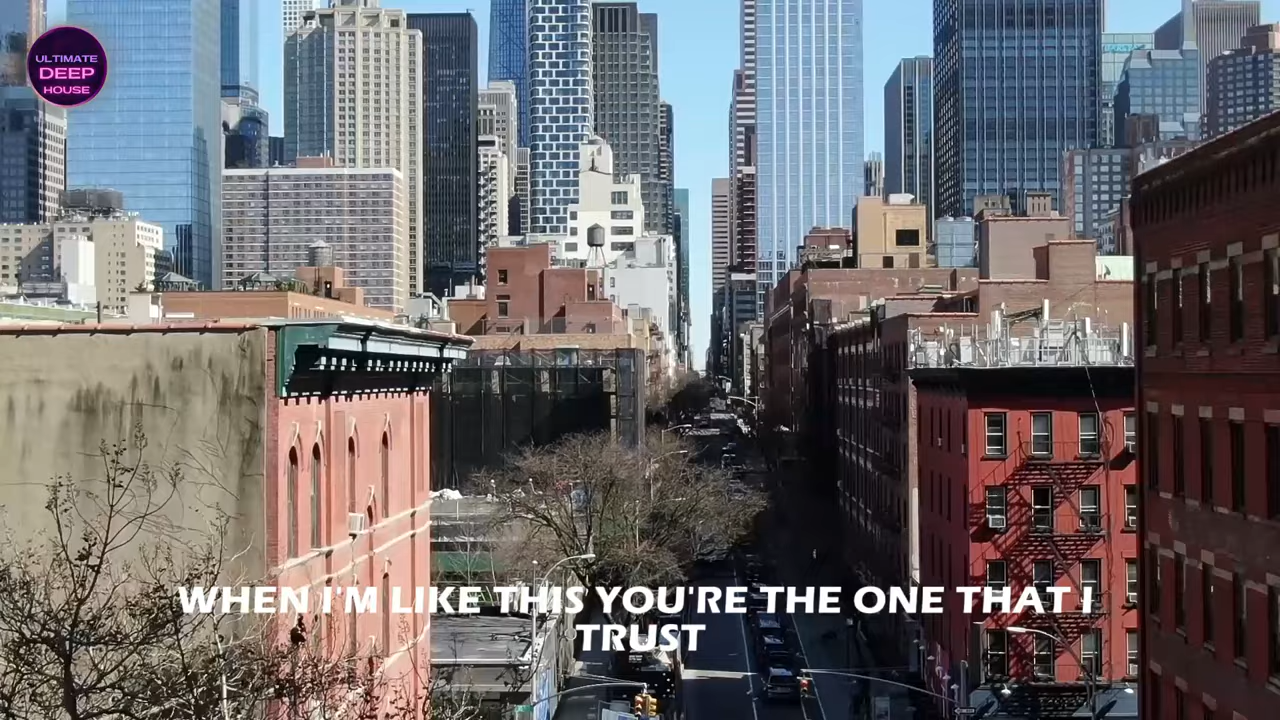 ULTIMATE
DEEP
HOUSE
WHEN I'M LIKE THIS YOU'RE THE ONE THAT I
TRUST